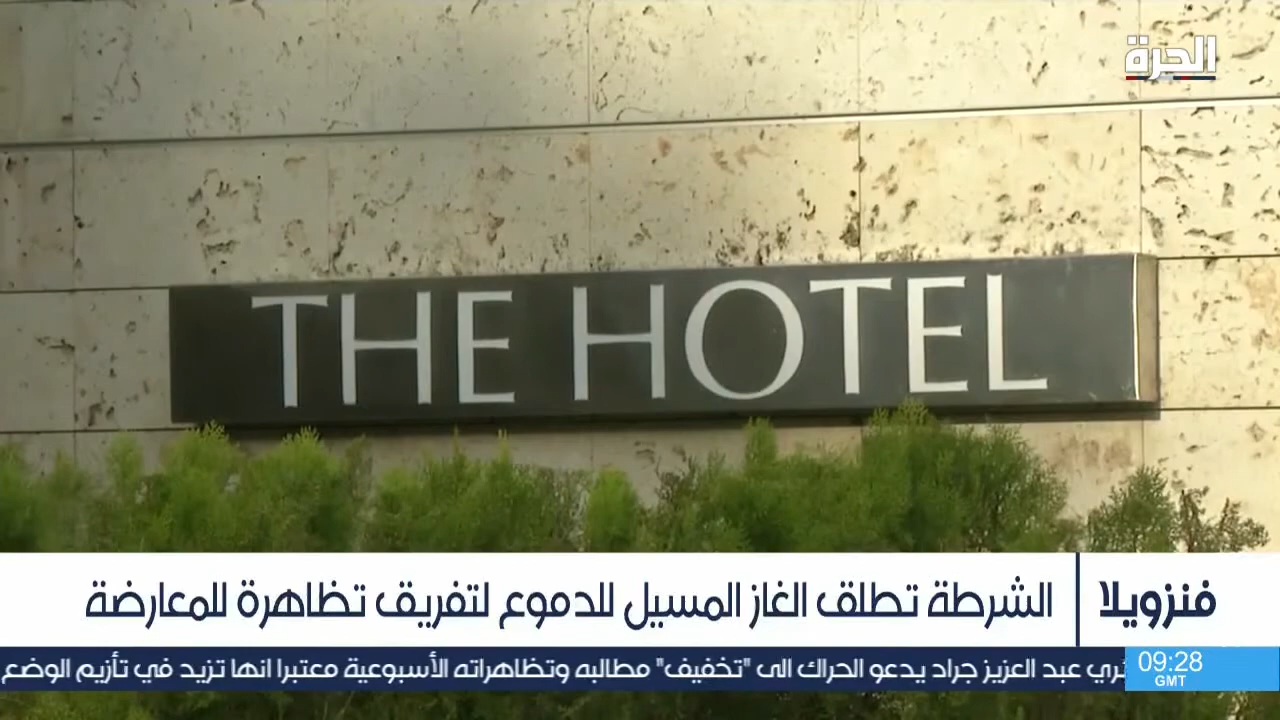 الحرة
THE HOTEL
فنزويلا
الشرطة تطلق الغاز المسيل للدموع لتفريق تظاهرة للمعارضة
عبد العزيز جراد يدعو الحراك الى "تخفيف" مطالبه وتظاهراته الأسبوعية معتبرا انها تزيد في تأزيم الوضع
09:28
GMT